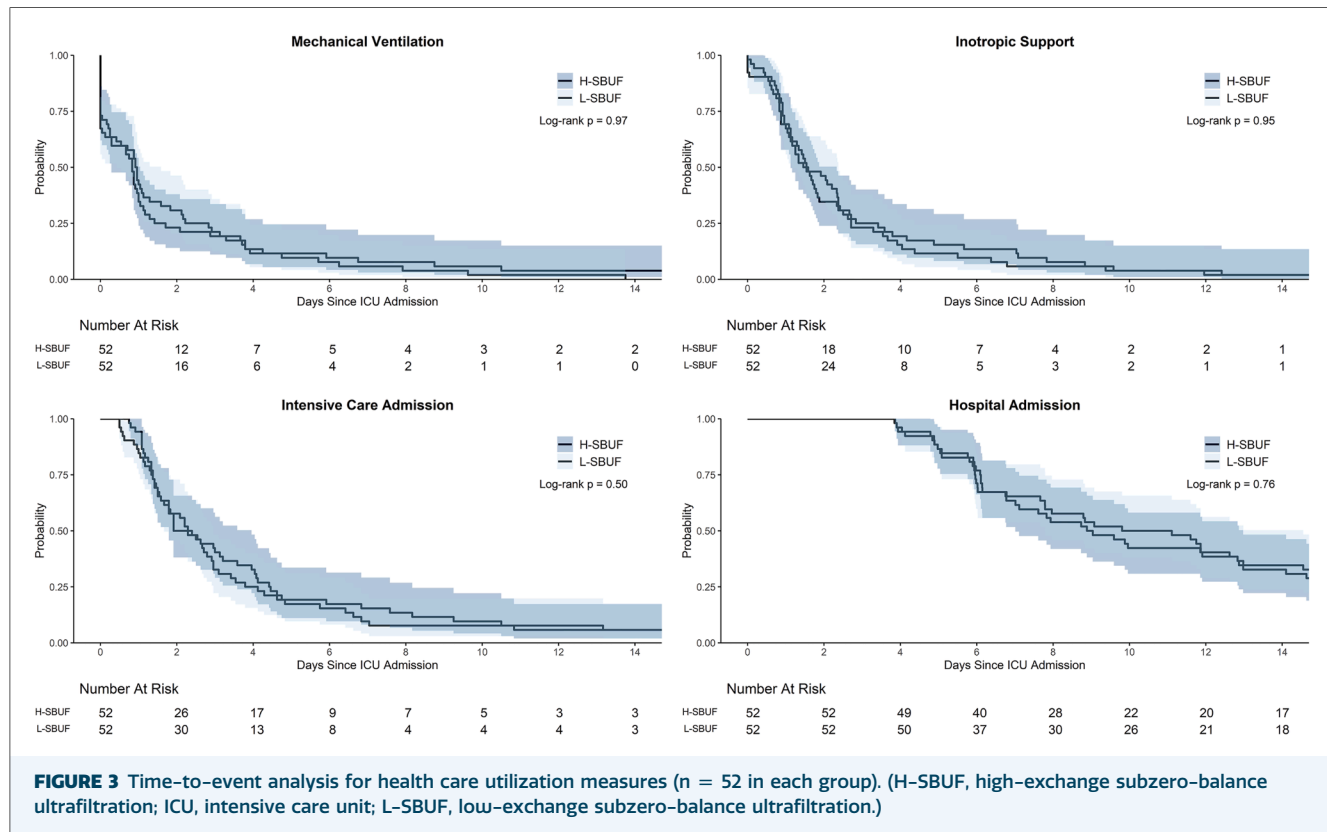 Mechanical Ventilation
1.00
0.75
0.50
0.25
0.00
Probability
H-SBUF
L-SBUF
Log-rank p = 0.97
0 2 4 6 8 10 12 14
Days Since ICU Admission
Number At Risk
H-SBUF 52 12 7 5 4 3 2 2
L-SBUF 52 16 6 4 2 1 1 0
Inotropic Support
1.00
0.75
0.50
0.25
0.00
Probability
H-SBUF
L-SBUF
Log-rank p = 0.95
0 2 4 6 8 10 12 14
Days Since ICU Admission
Number At Risk
H-SBUF 52 18 10 7 4 2 2 1
L-SBUF 52 24 8 5 3 2 1 1
Intensive Care Admission
1.00
0.75
0.50
0.25
0.00
Probability
H-SBUF
L-SBUF
Log-rank p = 0.50
0 2 4 6 8 10 12 14
Days Since ICU Admission
Number At Risk
H-SBUF 52 26 17 9 7 5 3 3
L-SBUF 52 30 13 8 4 4 4 3
Hospital Admission
1.00
0.75
0.50
0.25
0.00
Probability
H-SBUF
L-SBUF
Log-rank p = 0.76
0 2 4 6 8 10 12 14
Days Since ICU Admission
Number At Risk
H-SBUF 52 52 49 40 28 22 20 17
L-SBUF 52 52 50 37 30 26 21 18
FIGURE 3 Time-to-event analysis for health care utilization measures (n = 52 in each group). (H-SBUF, high-exchange subzero-balance
ultrafiltration; ICU, intensive care unit; L-SBUF, low-exchange subzero-balance ultrafiltration.)